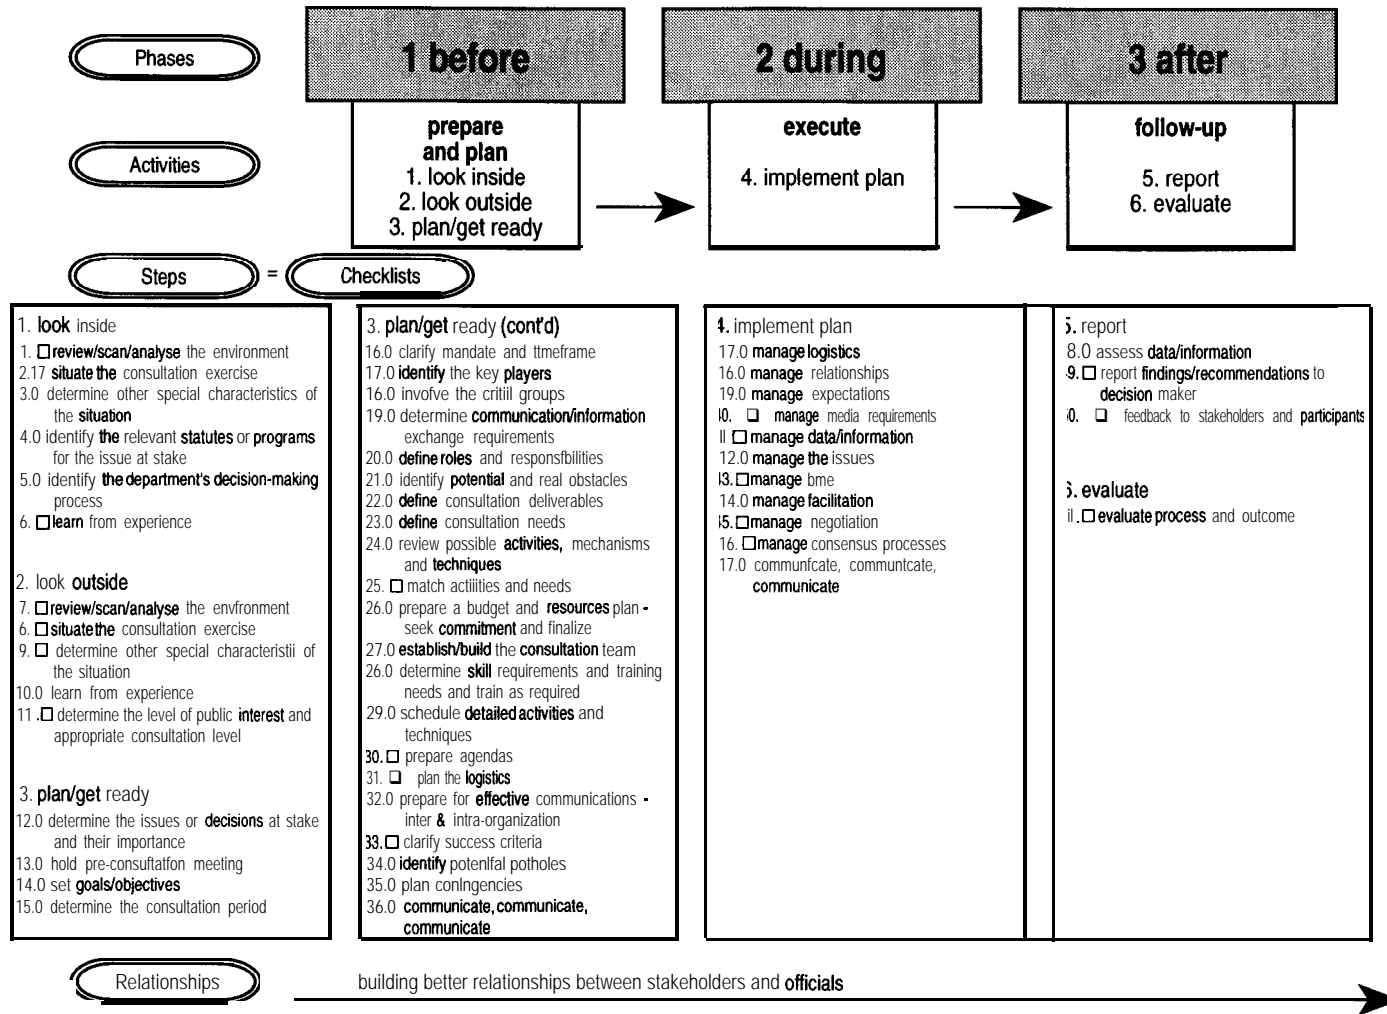 Phases
1 before
2 during
3 after
Activities
prepare
and plan
1. look inside
2. look outside
3. plan/get ready
execute
4. implement plan
follow-up
5. report
6. evaluate
Steps = Checklists
1. look inside
1. ☐ review/scan/analyse the environment
2.17 situate the consultation exercise
3.0 determine other special characteristics of
the situation
4.0 identify the relevant statutes or programs
for the issue at stake
5.0 identify the department's decision-making
process
6. ☐ learn from experience
2. look outside
7. ☐ review/scan/analyse the envfronment
6. ☐ situate the consultation exercise
9. ☐ determine other special characteristii of
the situation
10.0 learn from experience
11 .☐ determine the level of public interest and
appropriate consultation level
3. plan/get ready
12.0 determine the issues or decisions at stake
and their importance
13.0 hold pre-consuftatfon meeting
14.0 set goals/objectives
15.0 determine the consultation period
3. plan/get ready (cont'd)
16.0 clarify mandate and ttmeframe
17.0 identify the key players
16.0 invofve the critiil groups
19.0 determine communication/information
exchange requirements
20.0 define roles and responsfbilities
21.0 identify potential and real obstacles
22.0 define consultation deliverables
23.0 define consultation needs
24.0 review possible activities, mechanisms
and techniques
25. ☐ match actiiities and needs
26.0 prepare a budget and resources plan -
seek commitment and finalize
27.0 establish/build the consultation team
26.0 determine skill requirements and training
needs and train as required
29.0 schedule detailed activities and
techniques
30. ☐ prepare agendas
31. ❑ plan the logistics
32.0 prepare for effective communications -
inter & intra-organization
33. ☐ clarify success criteria
34.0 identify potenlfal potholes
35.0 plan conlngencies
36.0 communicate, communicate,
communicate
4. implement plan
17.0 manage logistics
16.0 manage relationships
19.0 manage expectations
40. ❑ manage media requirements
II ☐ manage data/information
12.0 manage the issues
43. ☐ manage bme
14.0 manage facilitation
45. ☐ manage negotiation
16. ☐ manage consensus processes
17.0 communfcate, communtcate,
communicate
5. report
8.0 assess data/information
49. ☐ report findings/recommendations to
decision maker
50. ❑ feedback to stakeholders and participants
6. evaluate
il . ☐ evaluate process and outcome
Relationships
building better relationships between stakeholders and officials